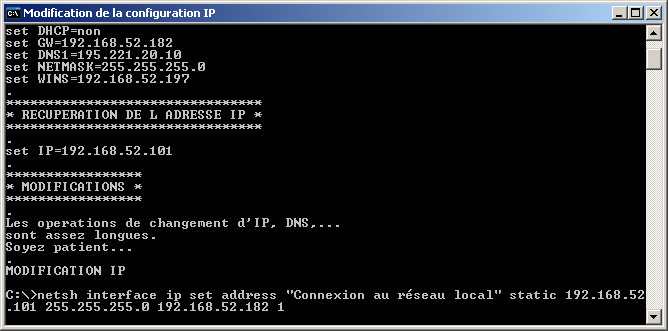 Modification de la configuration IP
set DHCP=non
set GW=192.168.52.182
set DNS1=195.221.20.10
set NETMASK=255.255.255.0
set WINS=192.168.52.197
.
********************************
* RECUPERATION DE L ADRESSE IP *
********************************
.
set IP=192.168.52.101
.
*****************
* MODIFICATIONS *
*****************
.
Les operations de changement d'IP, DNS,...
sont assez longues.
Soyez patient...
.
MODIFICATION IP
C:\>netsh interface ip set address "Connexion au réseau local" static 192.168.52
.101 255.255.255.0 192.168.52.182 1